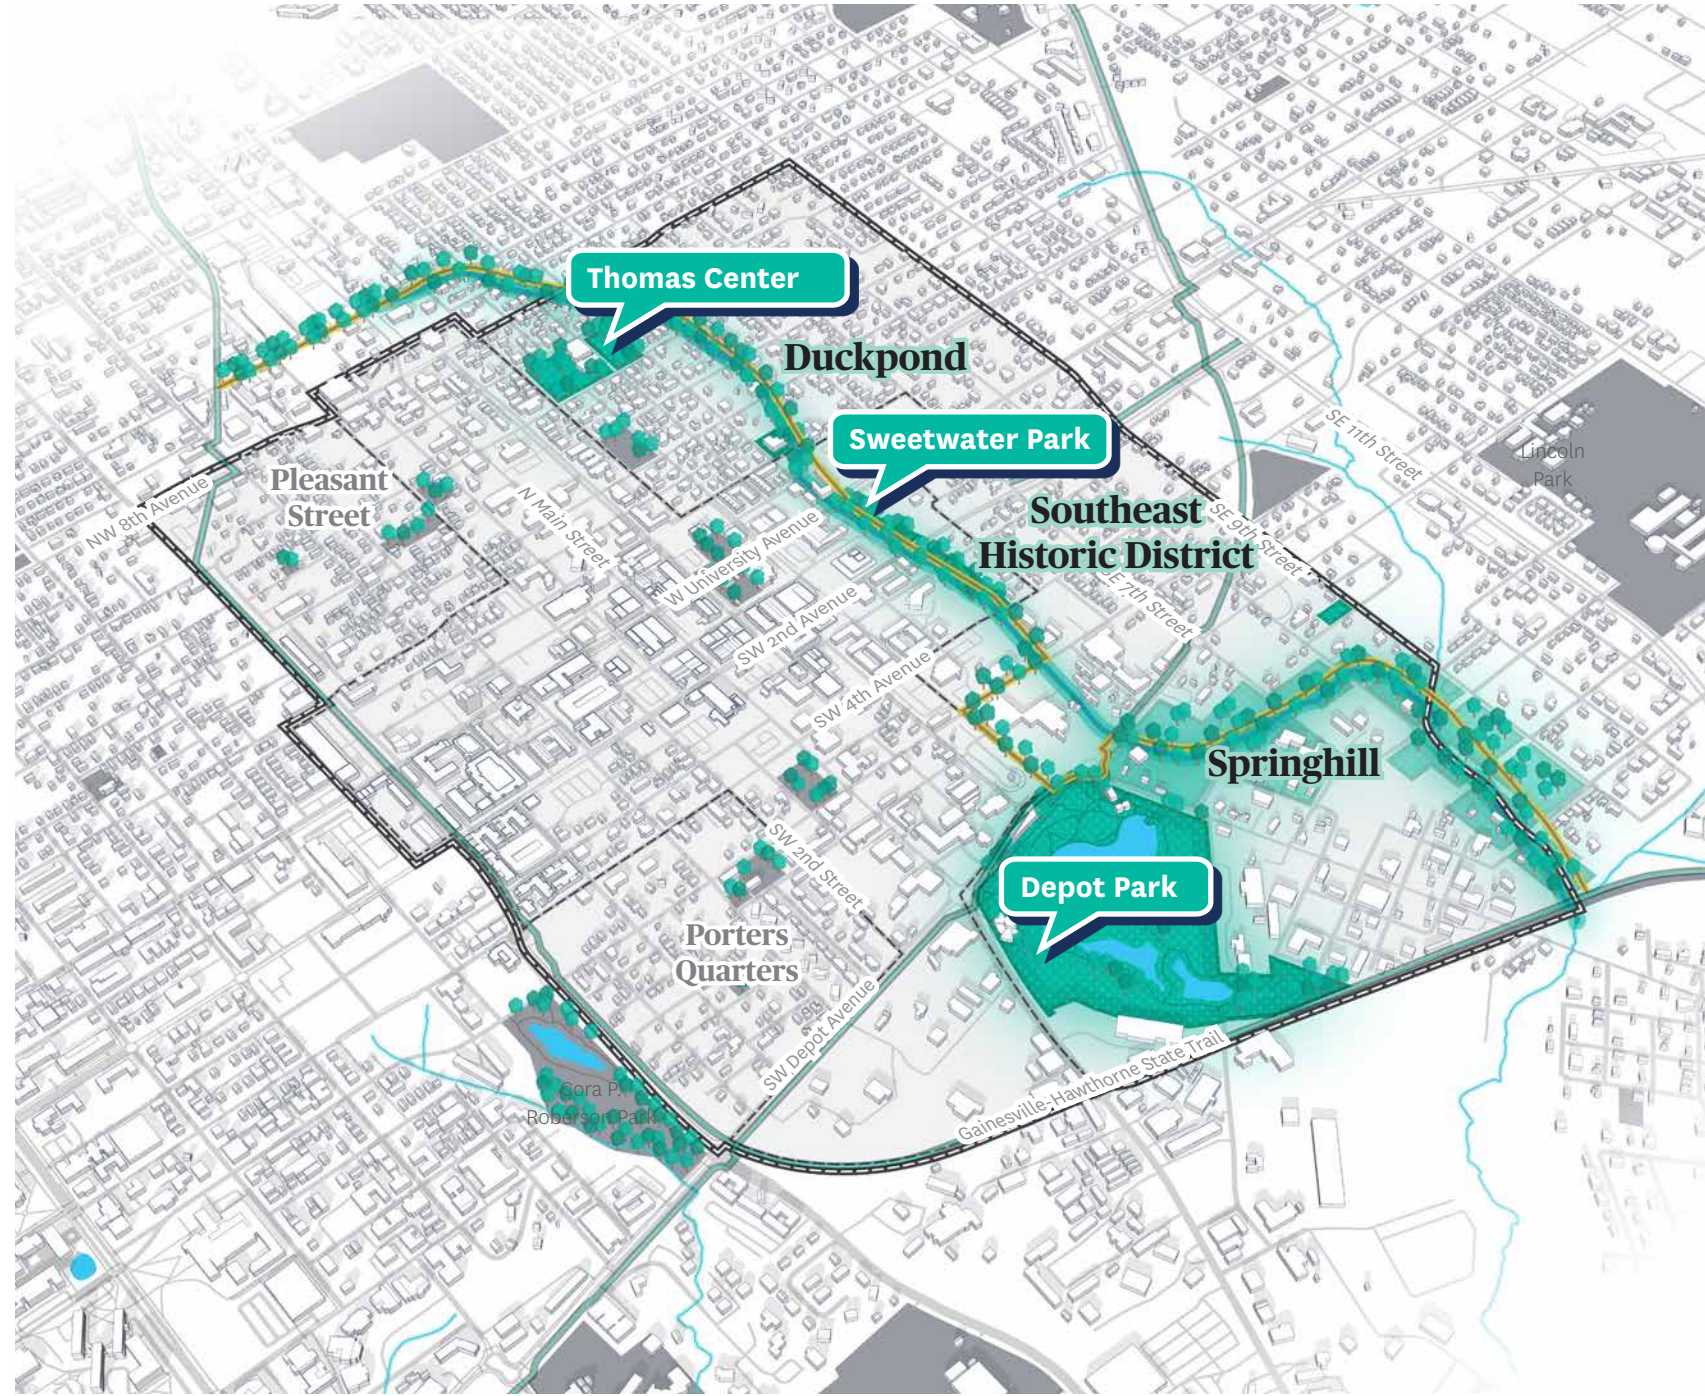 Thomas Center
Duckpond
Sweetwater Park
SE 11th Street
Lincoln
Park
Pleasant
Street
NW 8th Avenue
N Main Street
Southeast
Historic District
SE 9th Street
W University Avenue
SE 7th Street
SW 2nd Avenue
SW 4th Avenue
Springhill
SW 2nd Street
Depot Park
Porters
Quarters
SW Depot Avenue
Gainesville-Hawthorne State Trail
Cora P.
Roberson Park